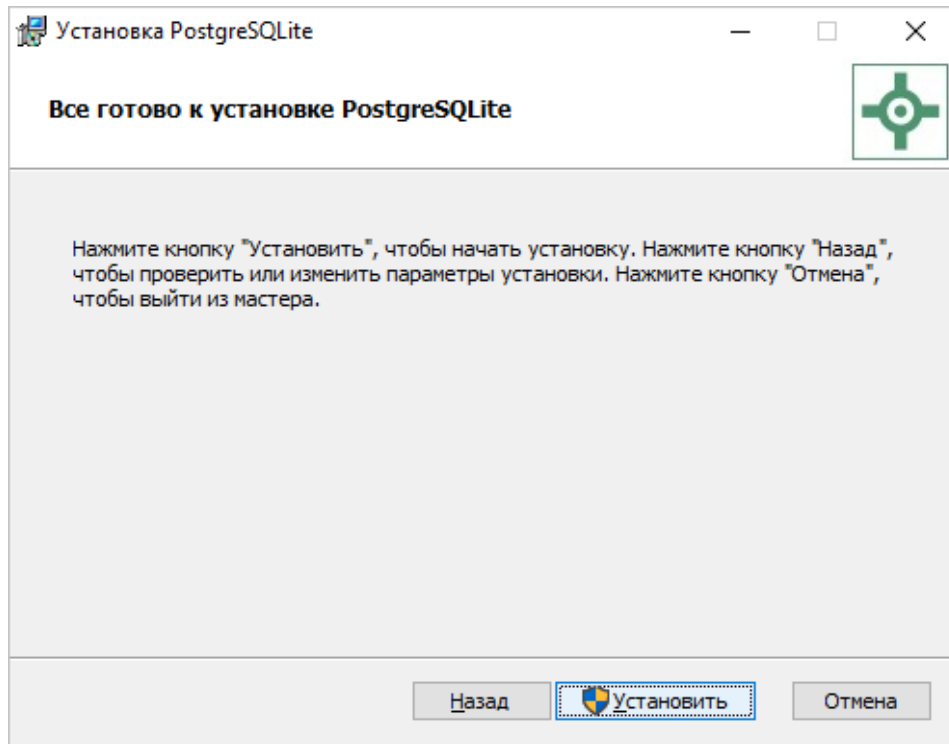 Установка PostgreSQLite
Все готово к установке PostgreSQLite
Нажмите кнопку "Установить", чтобы начать установку. Нажмите кнопку "Назад",
чтобы проверить или изменить параметры установки. Нажмите кнопку "Отмена",
чтобы выйти из мастера.
Назад
Установить
Отмена